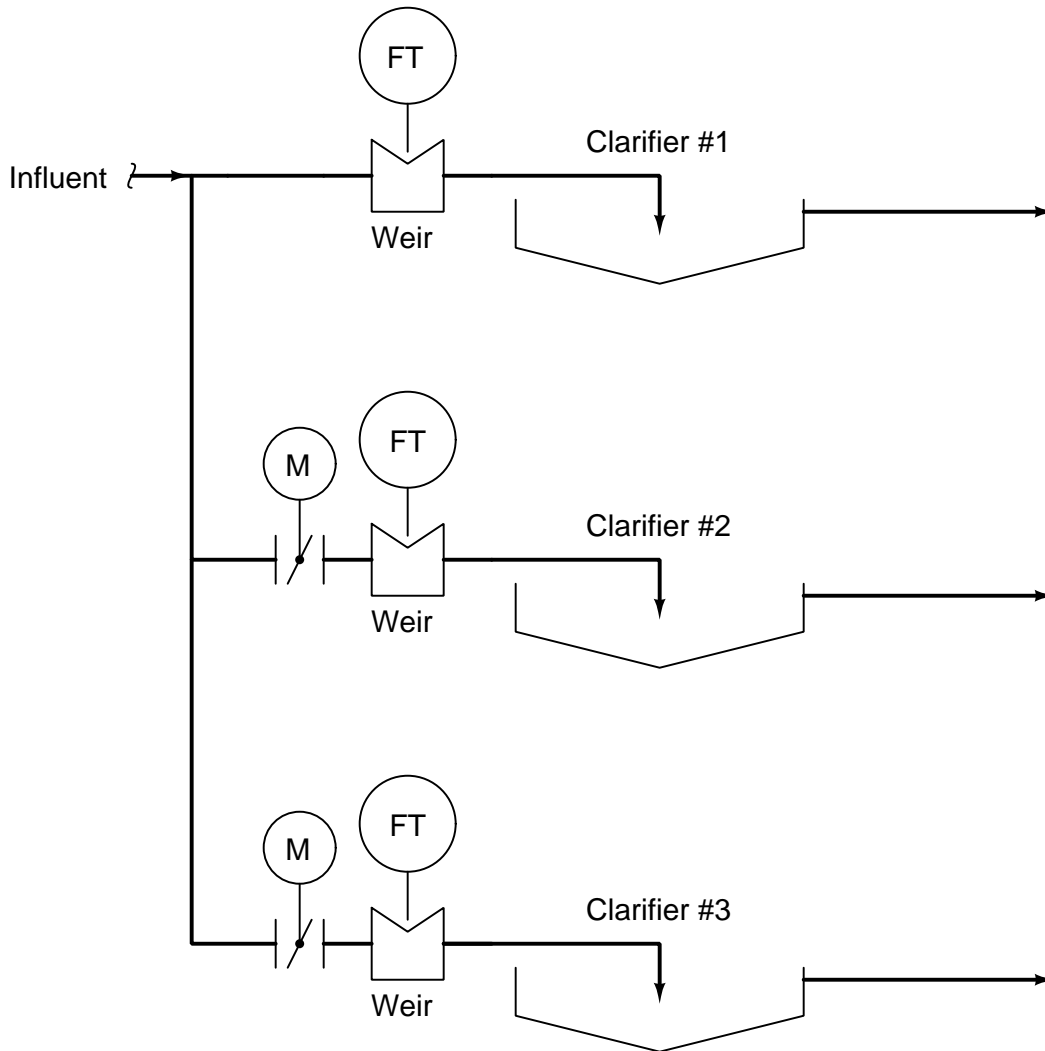 FT
Clarifier #1
Influent
Weir
FT
M
Clarifier #2
Weir
FT
M
Clarifier #3
Weir